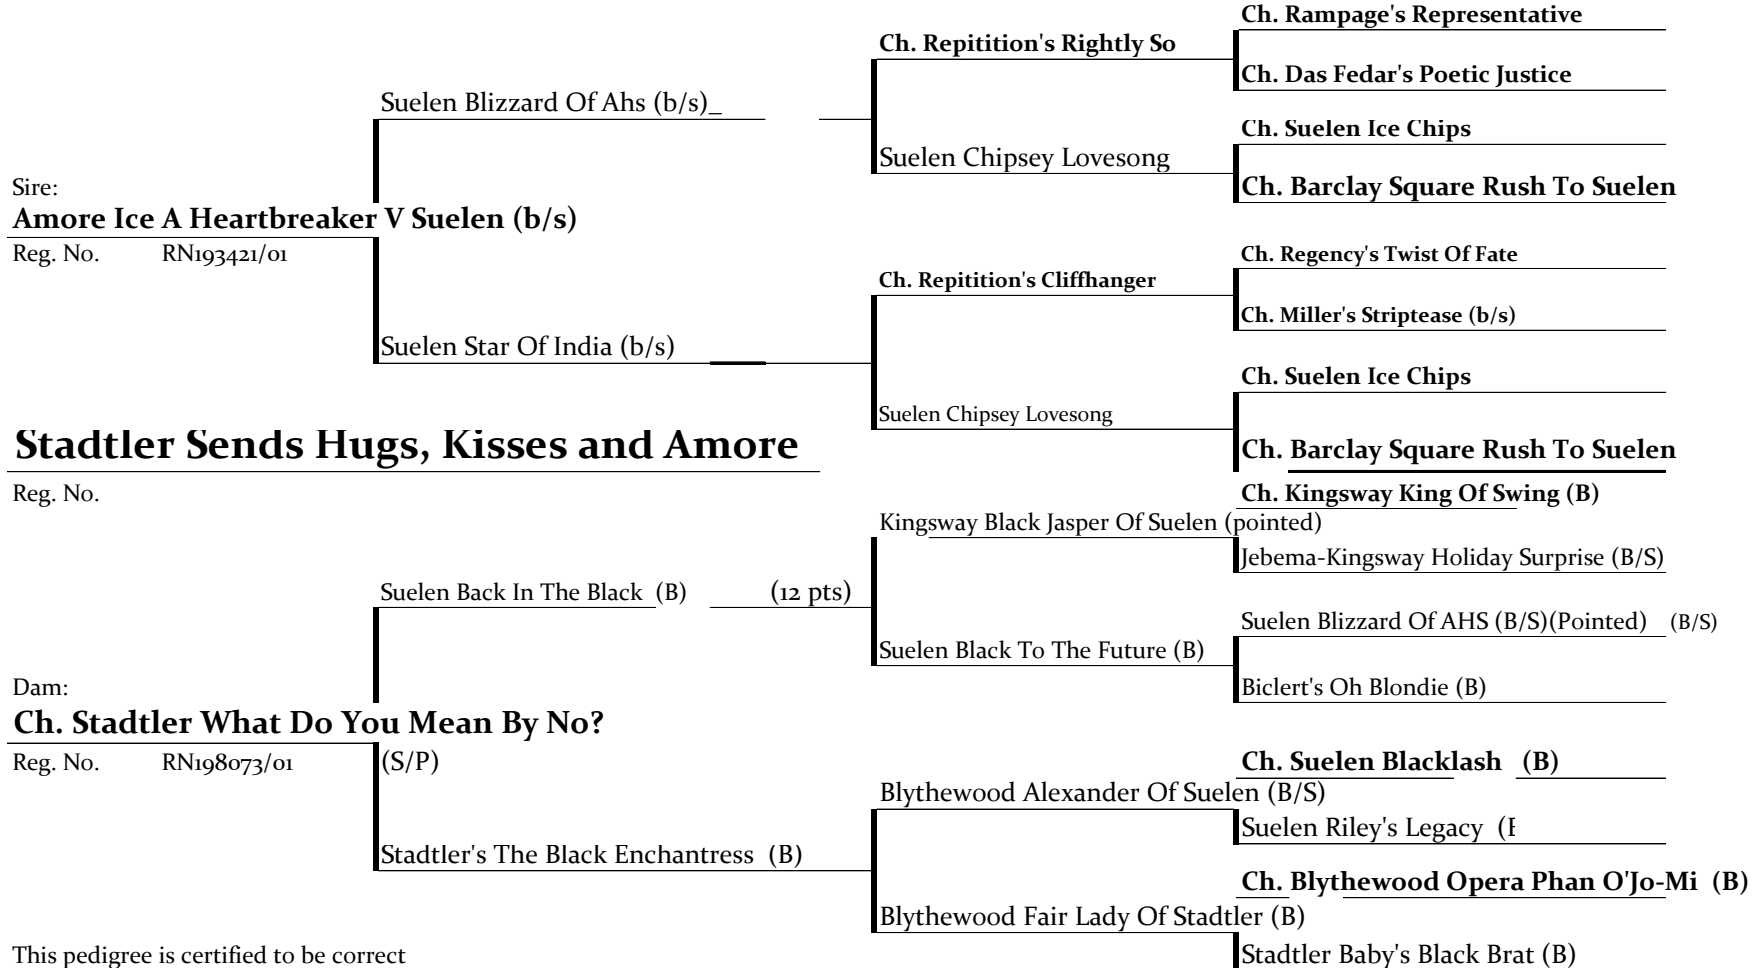 Ch. Rampage's Representative
Ch. Repitition's Rightly So
Ch. Das Fedar's Poetic Justice
Suelen Blizzard Of Ahs (b/s)_
Ch. Suelen Ice Chips
Suelen Chipsey Lovesong
Sire:
Ch. Barclay Square Rush To Suelen
Amore Ice A Heartbreaker V Suelen (b/s)
Reg. No. RN193421/01
Ch. Regency's Twist Of Fate
Ch. Repitition's Cliffhanger
Ch. Miller's Striptease (b/s)
Suelen Star Of India (b/s)
Ch. Suelen Ice Chips
Suelen Chipsey Lovesong
Stadtler Sends Hugs, Kisses and Amore
Ch. Barclay Square Rush To Suelen
Reg. No.
Ch. Kingsway King Of Swing (B)
Kingsway Black Jasper Of Suelen (pointed)
Jebema-Kingsway Holiday Surprise (B/S)
Suelen Back In The Black (B) (12 pts)
Suelen Blizzard Of AHS (B/S)(Pointed) (B/S)
Suelen Black To The Future (B)
Dam:
Biclert's Oh Blondie (B)
Ch. Stadtler What Do You Mean By No?
Reg. No. RN198073/01 (S/P)
Ch. Suelen Blacklash (B)
Blythewood Alexander Of Suelen (B/S)
Suelen Riley's Legacy
Stadtler's The Black Enchantress (B)
Ch. Blythewood Opera Phan O'Jo-Mi (B)
Blythewood Fair Lady Of Stadtler (B)
This pedigree is certified to be correct
Stadtler Baby's Black Brat (B)